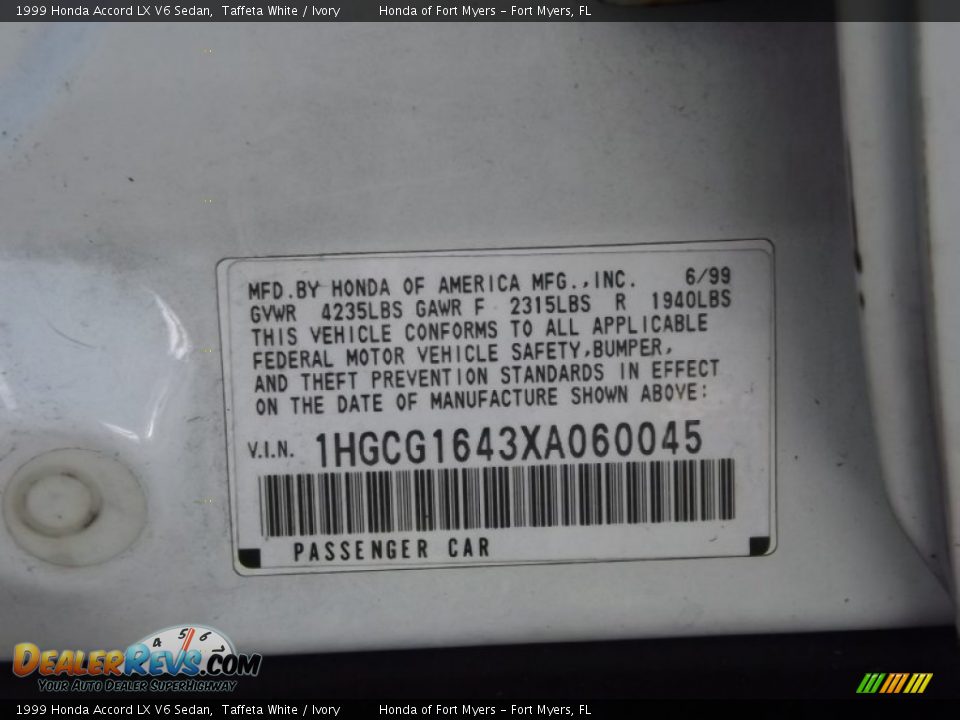 1999 Honda Accord LX V6 Sedan, Taffeta White / Ivory Honda of Fort Myers - Fort Myers, FL
MFD.BY HONDA OF AMERICA MFG.,INC. 6/99
GVWR 4235LBS GAWR F 2315LBS R 1940LBS
THIS VEHICLE CONFORMS TO ALL APPLICABLE
FEDERAL MOTOR VEHICLE SAFETY,BUMPER,
AND THEFT PREVENTION STANDARDS IN EFFECT
ON THE DATE OF MANUFACTURE SHOWN ABOVE:
V.I.N. 1HGCG1643XA060045
PASSENGER CAR
4 5 6 7
DEALERREVS.COM
YOUR AUTO DEALER SUPERHIGHWAY
1999 Honda Accord LX V6 Sedan, Taffeta White / Ivory Honda of Fort Myers - Fort Myers, FL